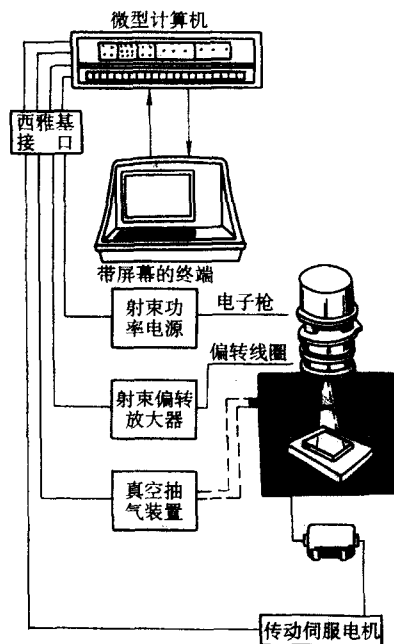 微型计算机
西雅基
接口
带屏幕的终端
射束功
率电源
电子枪
偏转线圈
射束偏转
放大器
真空抽
气装置
传动伺服电机